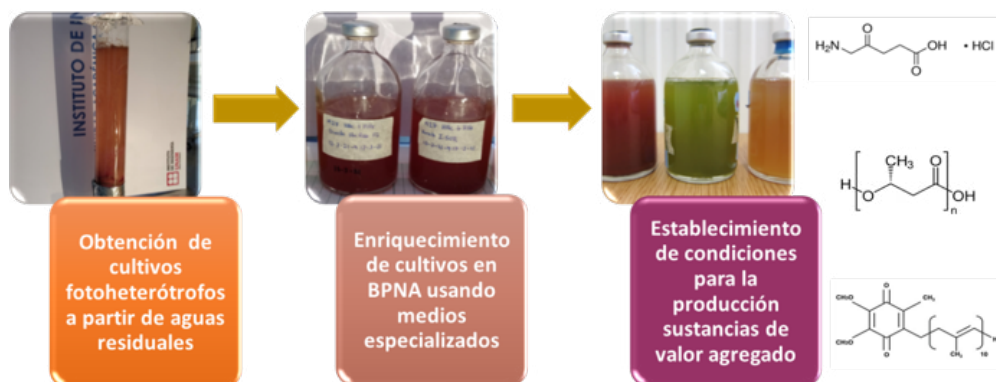 INSTITUTO DE IN
Obtención de
cultivos
fotoheterótrofos
a partir de aguas
residuales
Enriquecimiento
de cultivos en
BPNA usando
medios
especializados
Establecimiento
de condiciones
para la
producción
sustancias de
valor agregado
H₂N
O
OH
O
• HCl
CH₃
O
H
O
OH
n
O
CH₃O
CH₃
CH₃O
O
CH₃
10
H